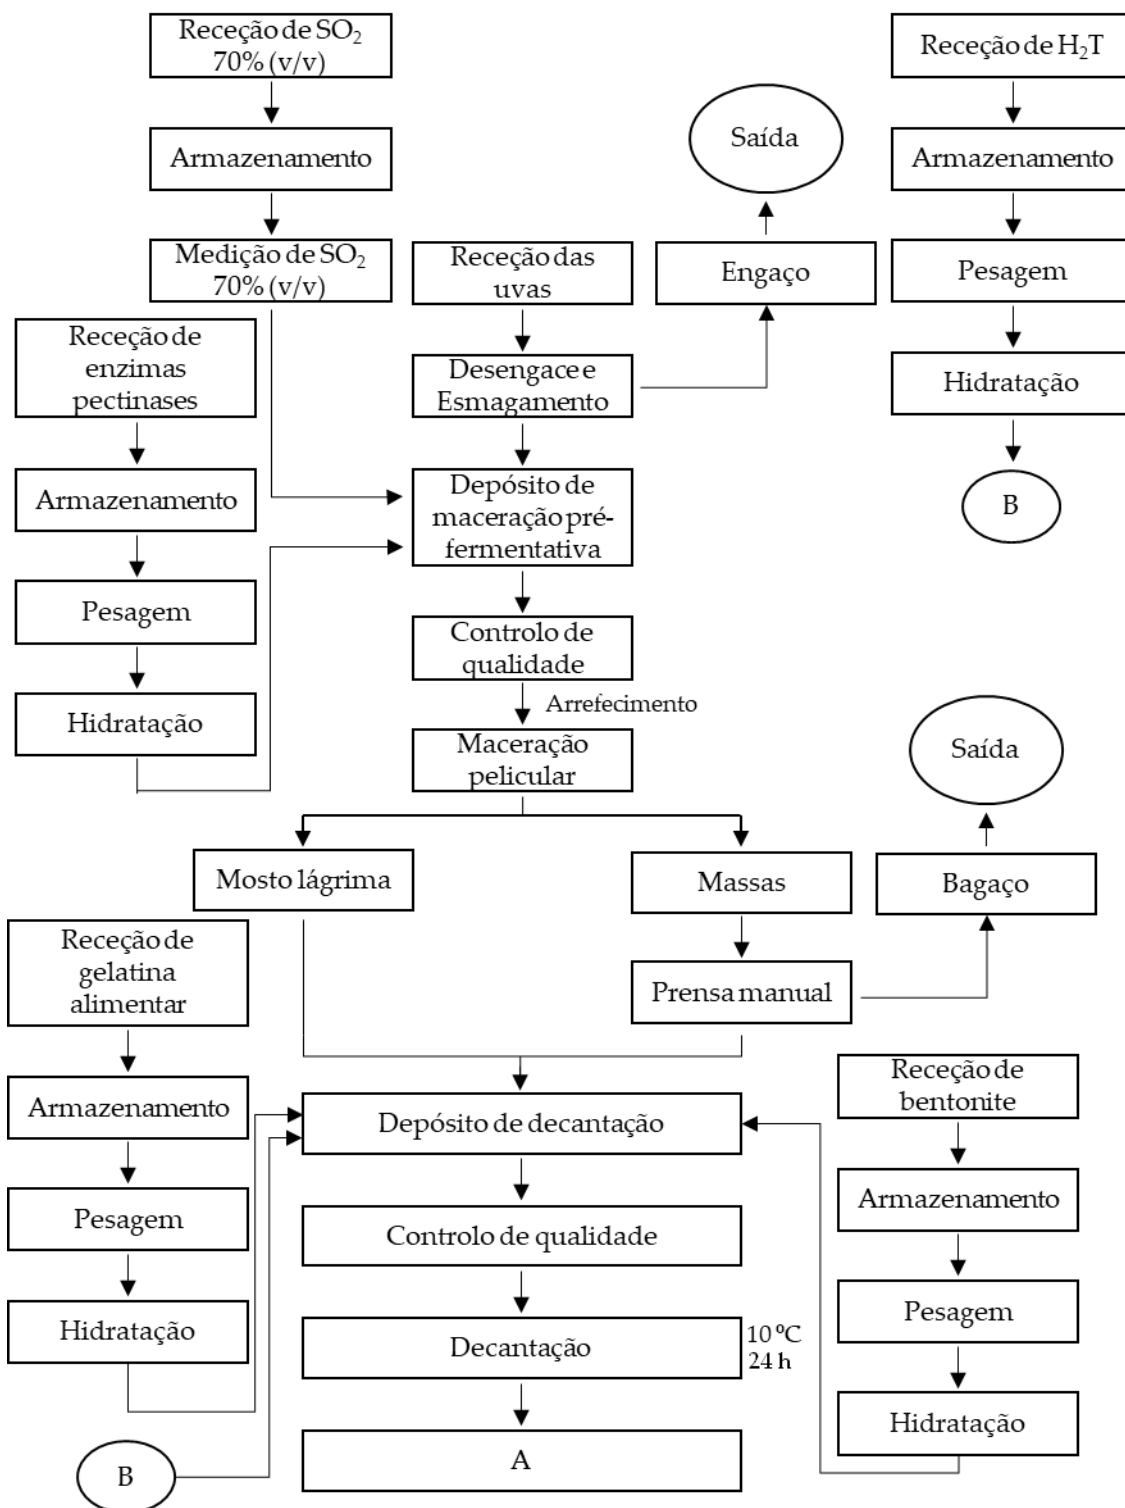 Receção de SO₂
70% (v/v)
Armazenamento
Medição de SO₂
70% (v/v)
Receção de
enzimas
pectinases
Armazenamento
Pesagem
Hidratação
Receção das
uvas
Desengace e
Esmagamento
Engaço
Saída
Depósito de
maceração pré-
fermentativa
Controlo de
qualidade
Arrefecimento
Maceração
pelicular
Receção de H₂T
Armazenamento
Pesagem
Hidratação
B
Mosto lágrima
Massas
Prensa manual
Bagaço
Saída
Receção de
gelatina
alimentar
Armazenamento
Pesagem
Hidratação
B
Depósito de decantação
Controlo de qualidade
Decantação
10 ºC
24 h
A
Receção de
bentonite
Armazenamento
Pesagem
Hidratação